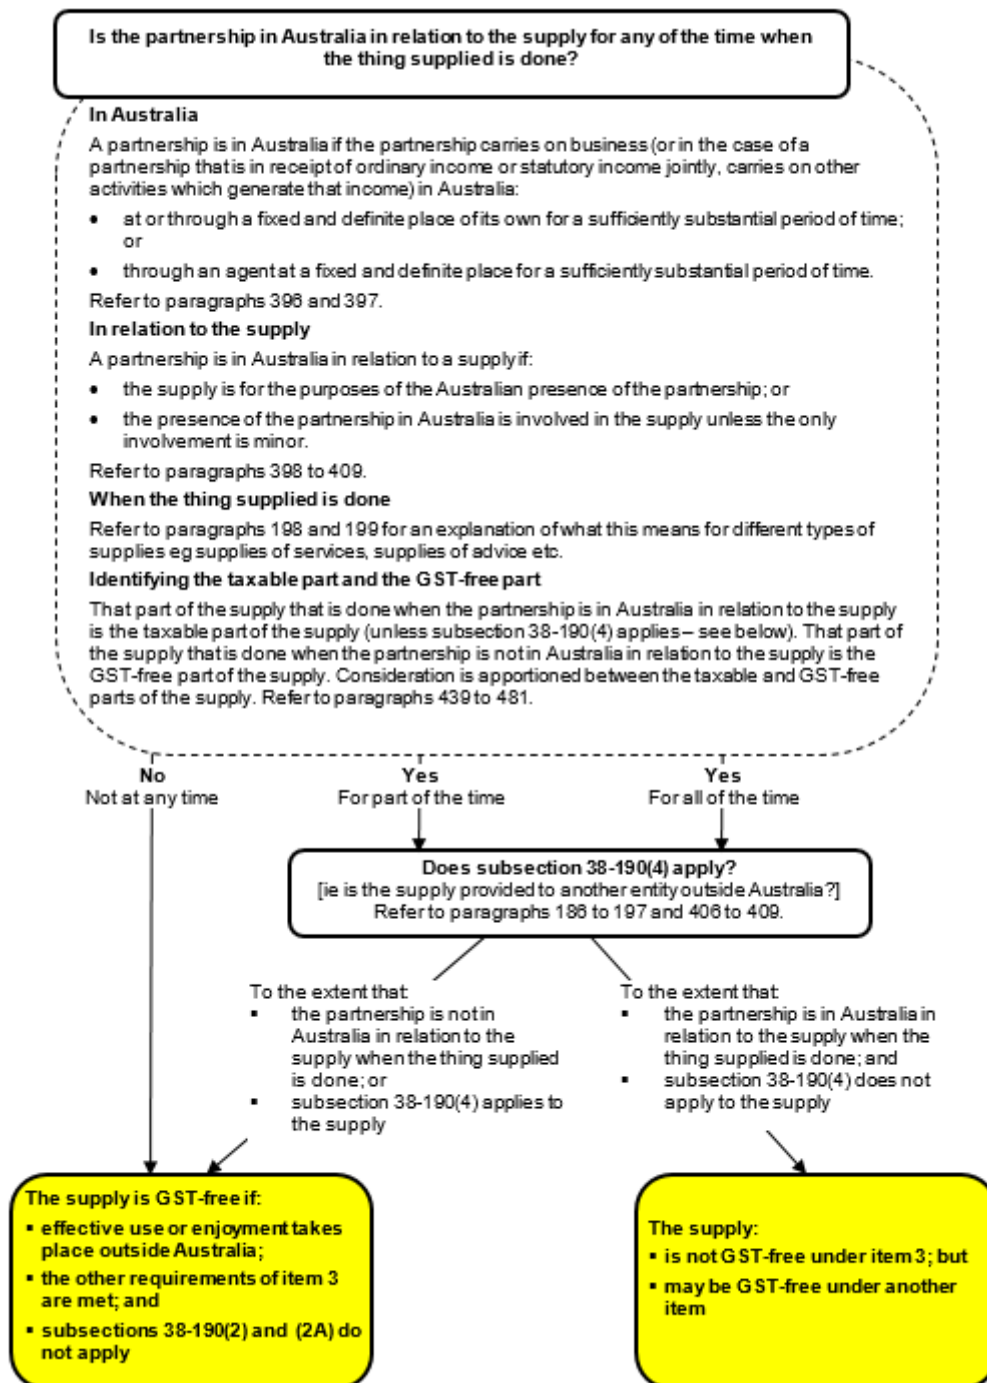 Is the partnership in Australia in relation to the supply for any of the time when
the thing supplied is done?
In Australia
A partnership is in Australia if the partnership carries on business (or in the case of a
partnership that is in receipt of ordinary income or statutory income jointly, carries on other
activities which generate that income) in Australia:
• at or through a fixed and definite place of its own for a sufficiently substantial period of time;
or
• through an agent at a fixed and definite place for a sufficiently substantial period of time.
Refer to paragraphs 396 and 397.
In relation to the supply
A partnership is in Australia in relation to a supply if:
• the supply is for the purposes of the Australian presence of the partnership; or
• the presence of the partnership in Australia is involved in the supply unless the only
involvement is minor.
Refer to paragraphs 398 to 409.
When the thing supplied is done
Refer to paragraphs 198 and 199 for an explanation of what this means for different types of
supplies eg supplies of services, supplies of advice etc.
Identifying the taxable part and the GST-free part
That part of the supply that is done when the partnership is in Australia in relation to the supply
is the taxable part of the supply (unless subsection 38-190(4) applies – see below). That part of
the supply that is done when the partnership is not in Australia in relation to the supply is the
GST-free part of the supply. Consideration is apportioned between the taxable and GST-free
parts of the supply. Refer to paragraphs 439 to 481.
No
Not at any time
Yes
For part of the time
Yes
For all of the time
Does subsection 38-190(4) apply?
[ie is the supply provided to another entity outside Australia?]
Refer to paragraphs 186 to 197 and 406 to 409.
To the extent that:
▪ the partnership is not in
Australia in relation to the
supply when the thing supplied
is done; or
▪ subsection 38-190(4) applies to
the supply
To the extent that:
▪ the partnership is in Australia in
relation to the supply when the
thing supplied is done; and
▪ subsection 38-190(4) does not
apply to the supply
The supply is GST-free if:
▪ effective use or enjoyment takes
place outside Australia;
▪ the other requirements of item 3
are met; and
▪ subsections 38-190(2) and (2A) do
not apply
The supply:
▪ is not GST-free under item 3; but
▪ may be GST-free under another
item